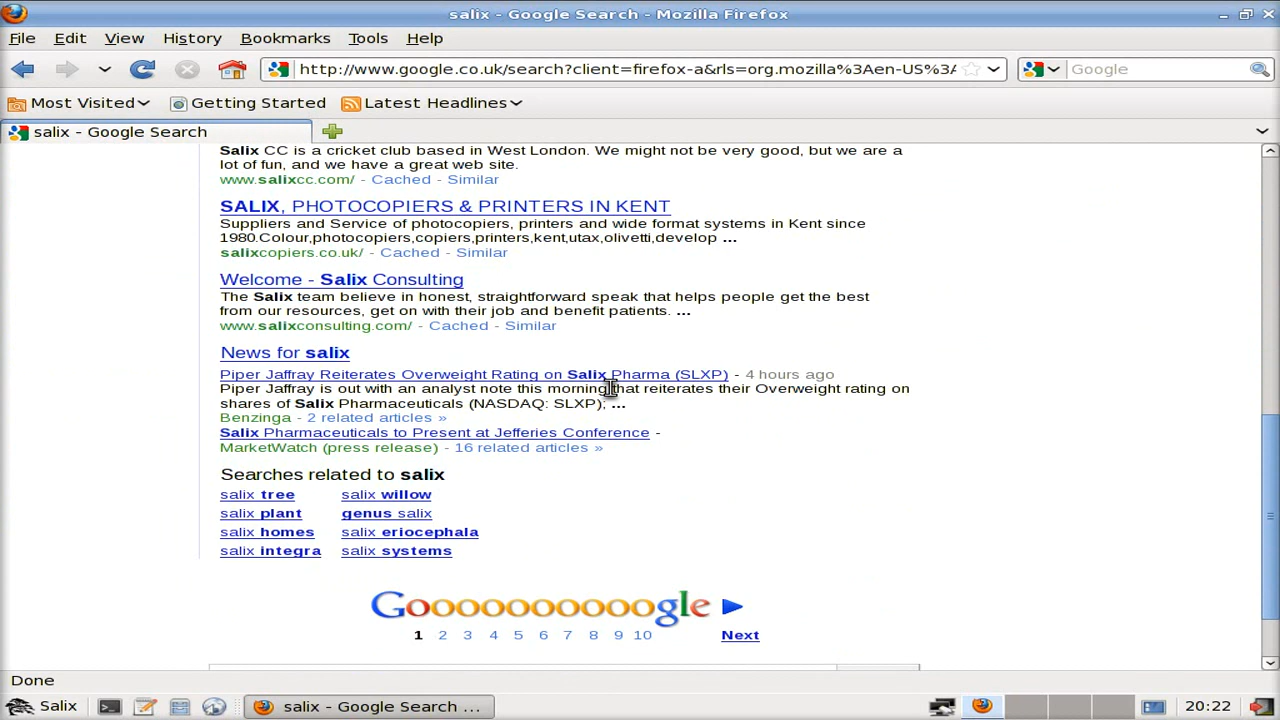 salix - Google Search - Mozilla Firefox
File Edit View History Bookmarks Tools Help
http://www.google.co.uk/search?client=firefox-a&rls=org.mozilla%3Aen-US%3A Google
Most Visited Getting Started Latest Headlines
salix - Google Search
Salix CC is a cricket club based in West London. We might not be very good, but we are a
lot of fun, and we have a great web site.
www.salixcc.com/ - Cached - Similar
SALIX, PHOTOCOPIERS & PRINTERS IN KENT
Suppliers and Service of photocopiers, printers and wide format systems in Kent since
1980.Colour,photocopiers,copiers,printers,kent,utax,olivetti,develop ...
salixcopiers.co.uk/ - Cached - Similar
Welcome - Salix Consulting
The Salix team believe in honest, straightforward speak that helps people get the best
from our resources, get on with their job and benefit patients. ...
www.salixconsulting.com/ - Cached - Similar
News for salix
Piper Jaffray Reiterates Overweight Rating on Salix Pharma (SLXP) - 4 hours ago
Piper Jaffray is out with an analyst note this morning that reiterates their Overweight rating on
shares of Salix Pharmaceuticals (NASDAQ: SLXP); ...
Benzinga - 2 related articles »
Salix Pharmaceuticals to Present at Jefferies Conference -
MarketWatch (press release) - 16 related articles »
Searches related to salix
salix tree salix willow
salix plant genus salix
salix homes salix eriocephala
salix integra salix systems
Goooooooooogle
1 2 3 4 5 6 7 8 9 10 Next
Done
Salix salix - Google Search ... 20:22